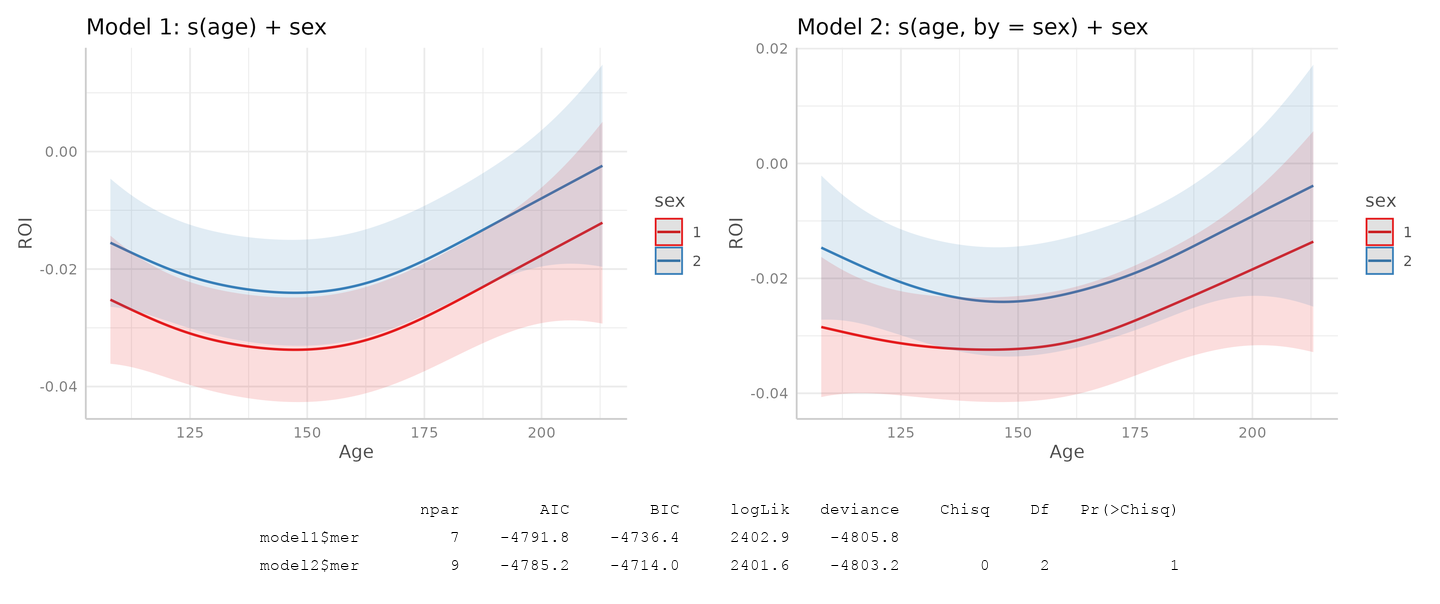 Model 1: s(age) + sex
0.00
-0.02
-0.04
ROI
125 150 175 200
Age
sex
1
2
Model 2: s(age, by = sex) + sex
0.02
0.00
-0.02
-0.04
ROI
125 150 175 200
Age
sex
1
2
npar AIC BIC logLik deviance Chisq Df Pr(>Chisq)
model1$mer 7 -4791.8 -4736.4 2402.9 -4805.8
model2$mer 9 -4785.2 -4714.0 2401.6 -4803.2 0 2 1